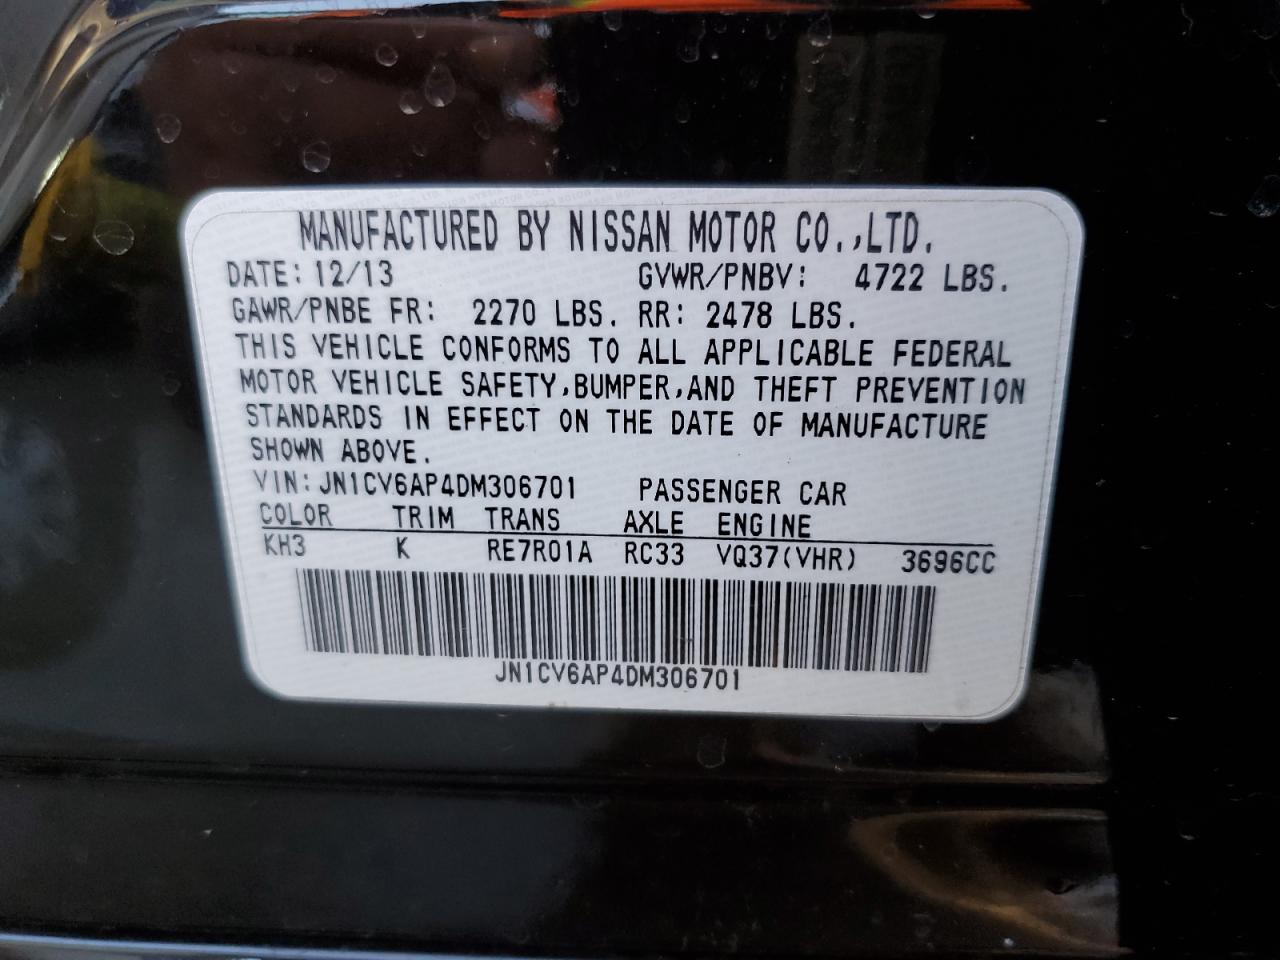 MANUFACTURED BY NISSAN MOTOR CO.,LTD.
DATE: 12/13 GVWR/PNBV: 4722 LBS.
GAWR/PNBE FR: 2270 LBS. RR: 2478 LBS.
THIS VEHICLE CONFORMS TO ALL APPLICABLE FEDERAL
MOTOR VEHICLE SAFETY,BUMPER,AND THEFT PREVENTION
STANDARDS IN EFFECT ON THE DATE OF MANUFACTURE
SHOWN ABOVE.
VIN: JN1CV6AP4DM306701 PASSENGER CAR
COLOR TRIM TRANS AXLE ENGINE
KH3 K RE7R01A RC33 VQ37(VHR) 3696CC
JN1CV6AP4DM306701